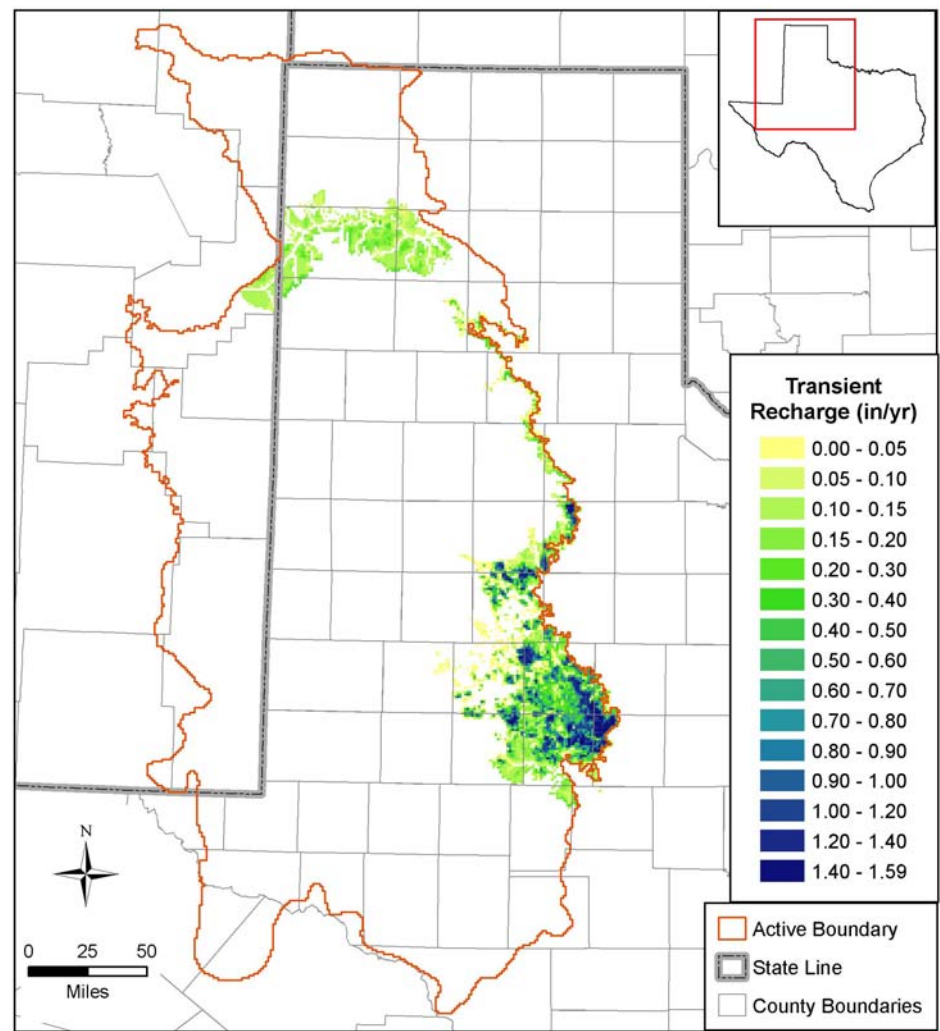 Transient
Recharge (in/yr)
0.00 - 0.05
0.05 - 0.10
0.10 - 0.15
0.15 - 0.20
0.20 - 0.30
0.30 - 0.40
0.40 - 0.50
0.50 - 0.60
0.60 - 0.70
0.70 - 0.80
0.80 - 0.90
0.90 - 1.00
1.00 - 1.20
1.20 - 1.40
1.40 - 1.59
N
0 25 50
Miles
Active Boundary
State Line
County Boundaries